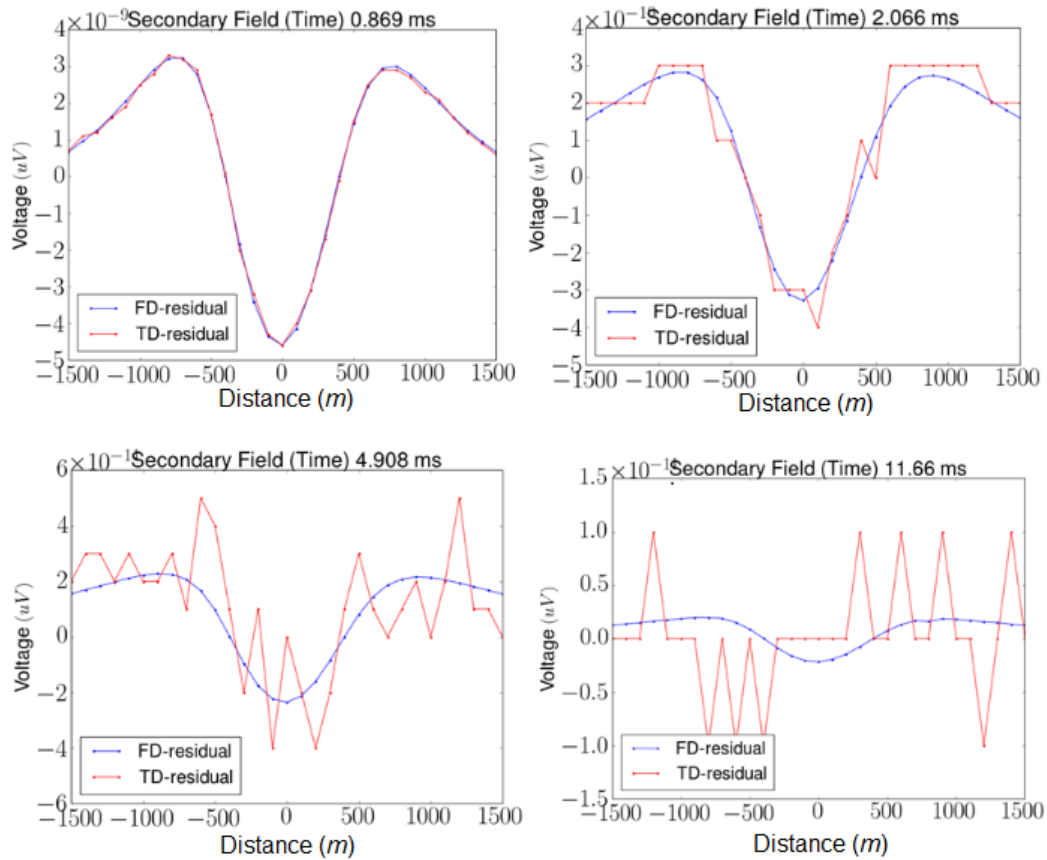 4 ×10⁻⁹ Secondary Field (Time) 0.869 ms
3
2
1
0
−1
−2
−3
−4
−5
Voltage (uV)
FD-residual
TD-residual
−1500 −1000 −500 0 500 1000 1500
Distance (m)
Secondary Field (Time) 2.066 ms
4
3
2
1
0
−1
−2
−3
−4
−5
Voltage (uV)
FD-residual
TD-residual
−1500 −1000 −500 0 500 1000 1500
Distance (m)
Secondary Field (Time) 4.908 ms
6
4
2
0
−2
−4
−6
Voltage (uV)
FD-residual
TD-residual
−1500 −1000 −500 0 500 1000 1500
Distance (m)
Secondary Field (Time) 11.66 ms
1.5
1.0
0.5
0.0
−0.5
−1.0
−1.5
Voltage (uV)
FD-residual
TD-residual
−1500 −1000 −500 0 500 1000 1500
Distance (m)